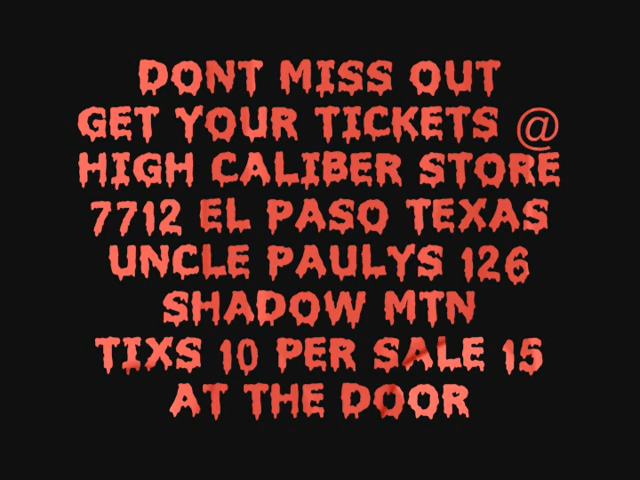 DONT MISS OUT
GET YOUR TICKETS @
HIGH CALIBER STORE
7712 EL PASO TEXAS
UNCLE PAULYS 126
SHADOW MTN
TIXS 10 PER SALE 15
AT THE DOOR